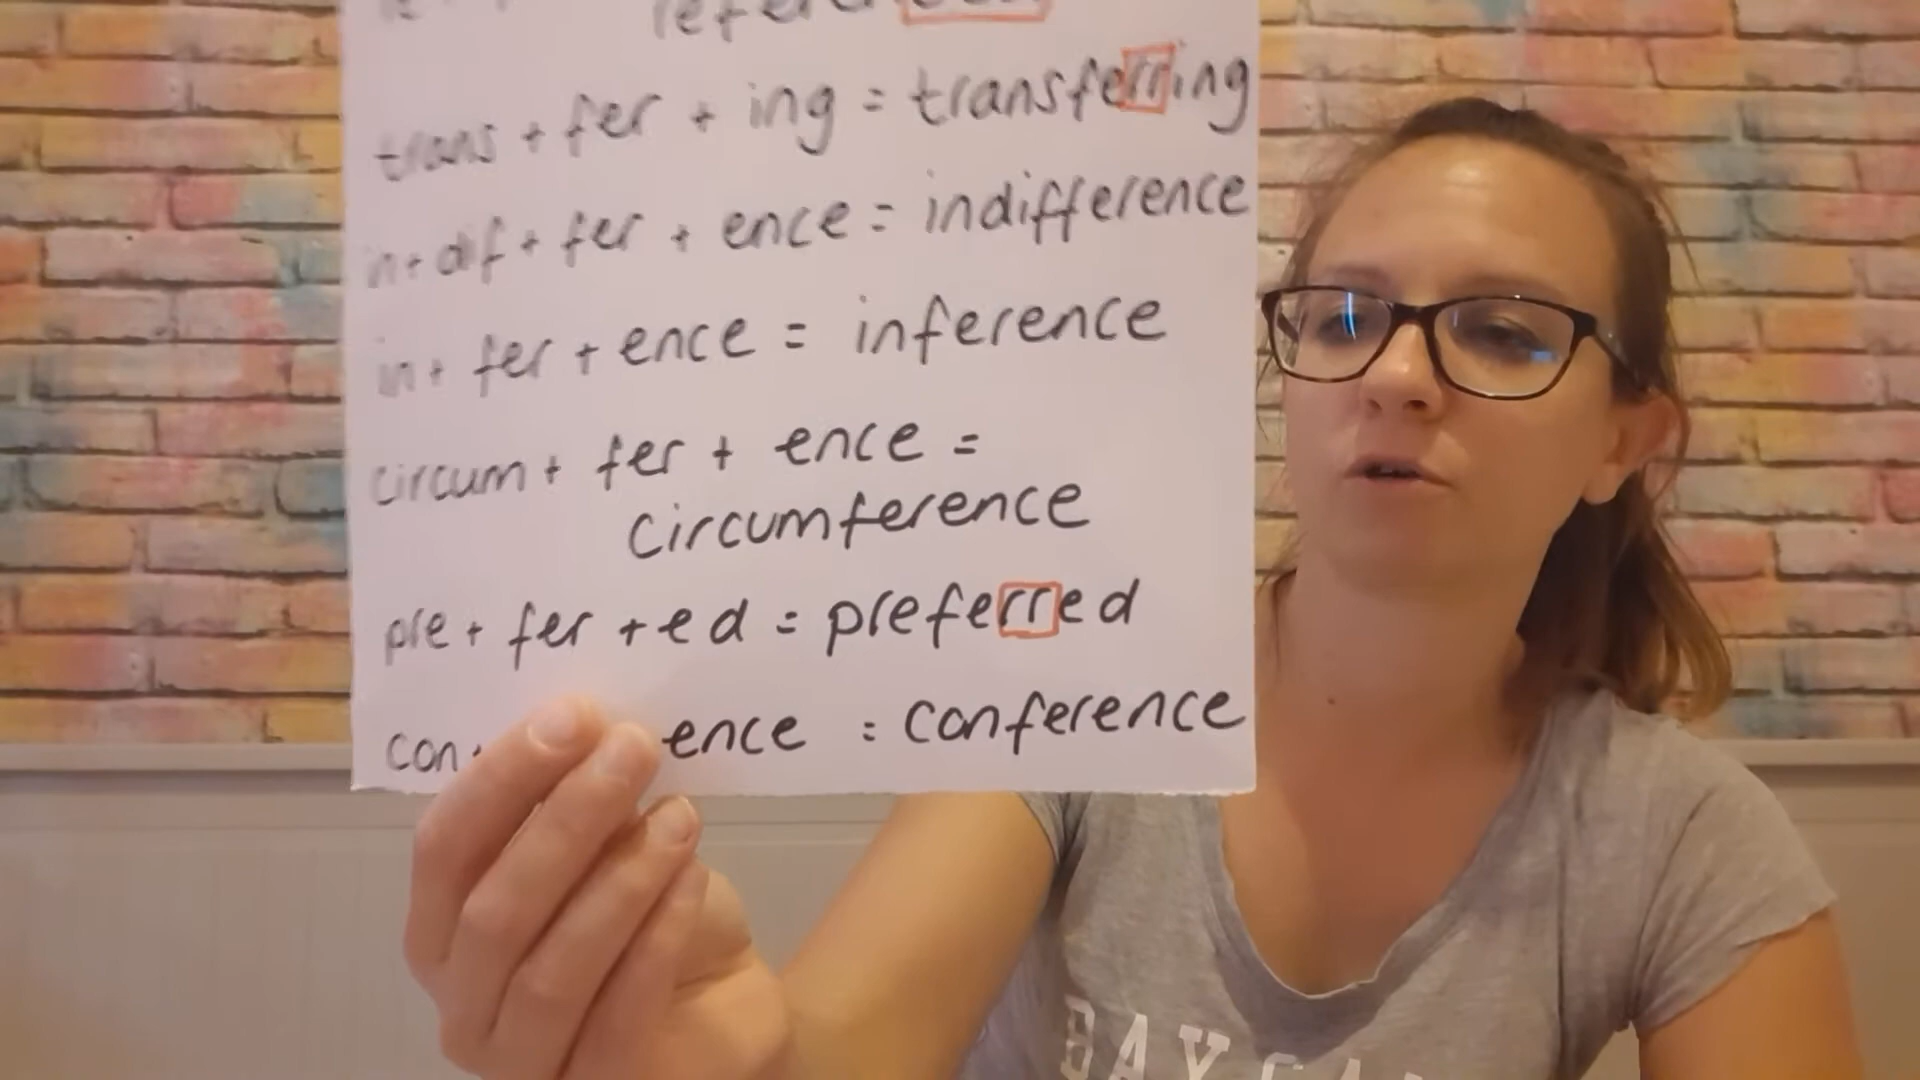 trans + fer + ing = transferring
in + dif + fer + ence = indifference
in + fer + ence = inference
circum + fer + ence =
circumference
pre + fer + ed = preferred
con + ence = conference